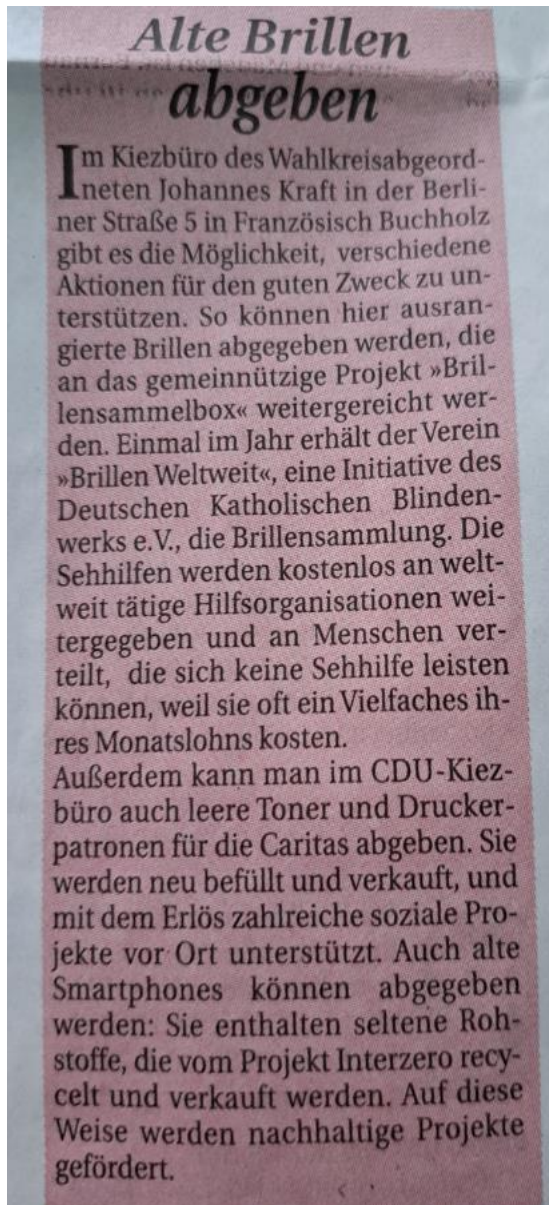 Alte Brillen
abgeben
Im Kiezbüro des Wahlkreisabgeord-
neten Johannes Kraft in der Berli-
ner Straße 5 in Französisch Buchholz
gibt es die Möglichkeit, verschiedene
Aktionen für den guten Zweck zu un-
terstützen. So können hier ausran-
gierte Brillen abgegeben werden, die
an das gemeinnützige Projekt »Bril-
lensammelbox« weitergereicht wer-
den. Einmal im Jahr erhält der Verein
»Brillen Weltweit«, eine Initiative des
Deutschen Katholischen Blinden-
werks e.V., die Brillensammlung. Die
Sehhilfen werden kostenlos an welt-
weit tätige Hilfsorganisationen wei-
tergegeben und an Menschen ver-
teilt, die sich keine Sehhilfe leisten
können, weil sie oft ein Vielfaches ih-
res Monatslohns kosten.
Außerdem kann man im CDU-Kiez-
büro auch leere Toner und Drucker-
patronen für die Caritas abgeben. Sie
werden neu befüllt und verkauft, und
mit dem Erlös zahlreiche soziale Pro-
jekte vor Ort unterstützt. Auch alte
Smartphones können abgegeben
werden: Sie enthalten seltene Roh-
stoffe, die vom Projekt Interzero recy-
celt und verkauft werden. Auf diese
Weise werden nachhaltige Projekte
gefördert.